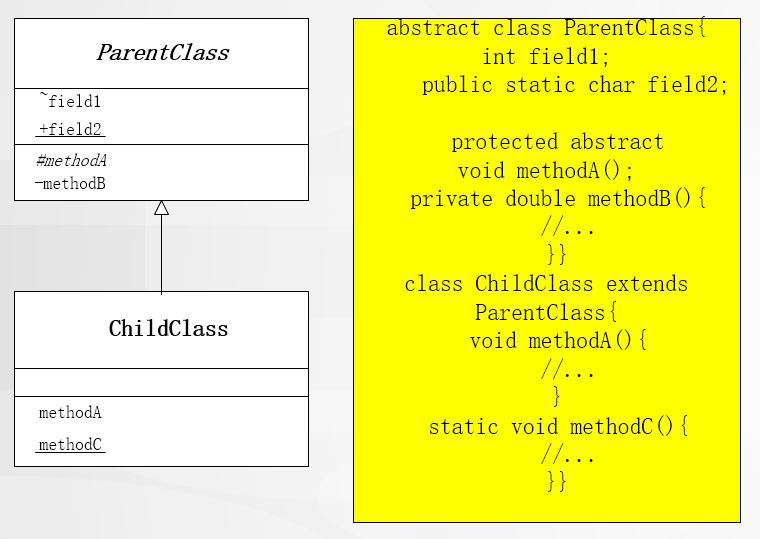 ParentClass
~field1
+field2
#methodA
-methodB
ChildClass
methodA
methodC
abstract class ParentClass{
int field1;
public static char field2;
protected abstract
void methodA();
private double methodB(){
//...
}}
class ChildClass extends
ParentClass{
void methodA(){
//...
}
static void methodC(){
//...
}}